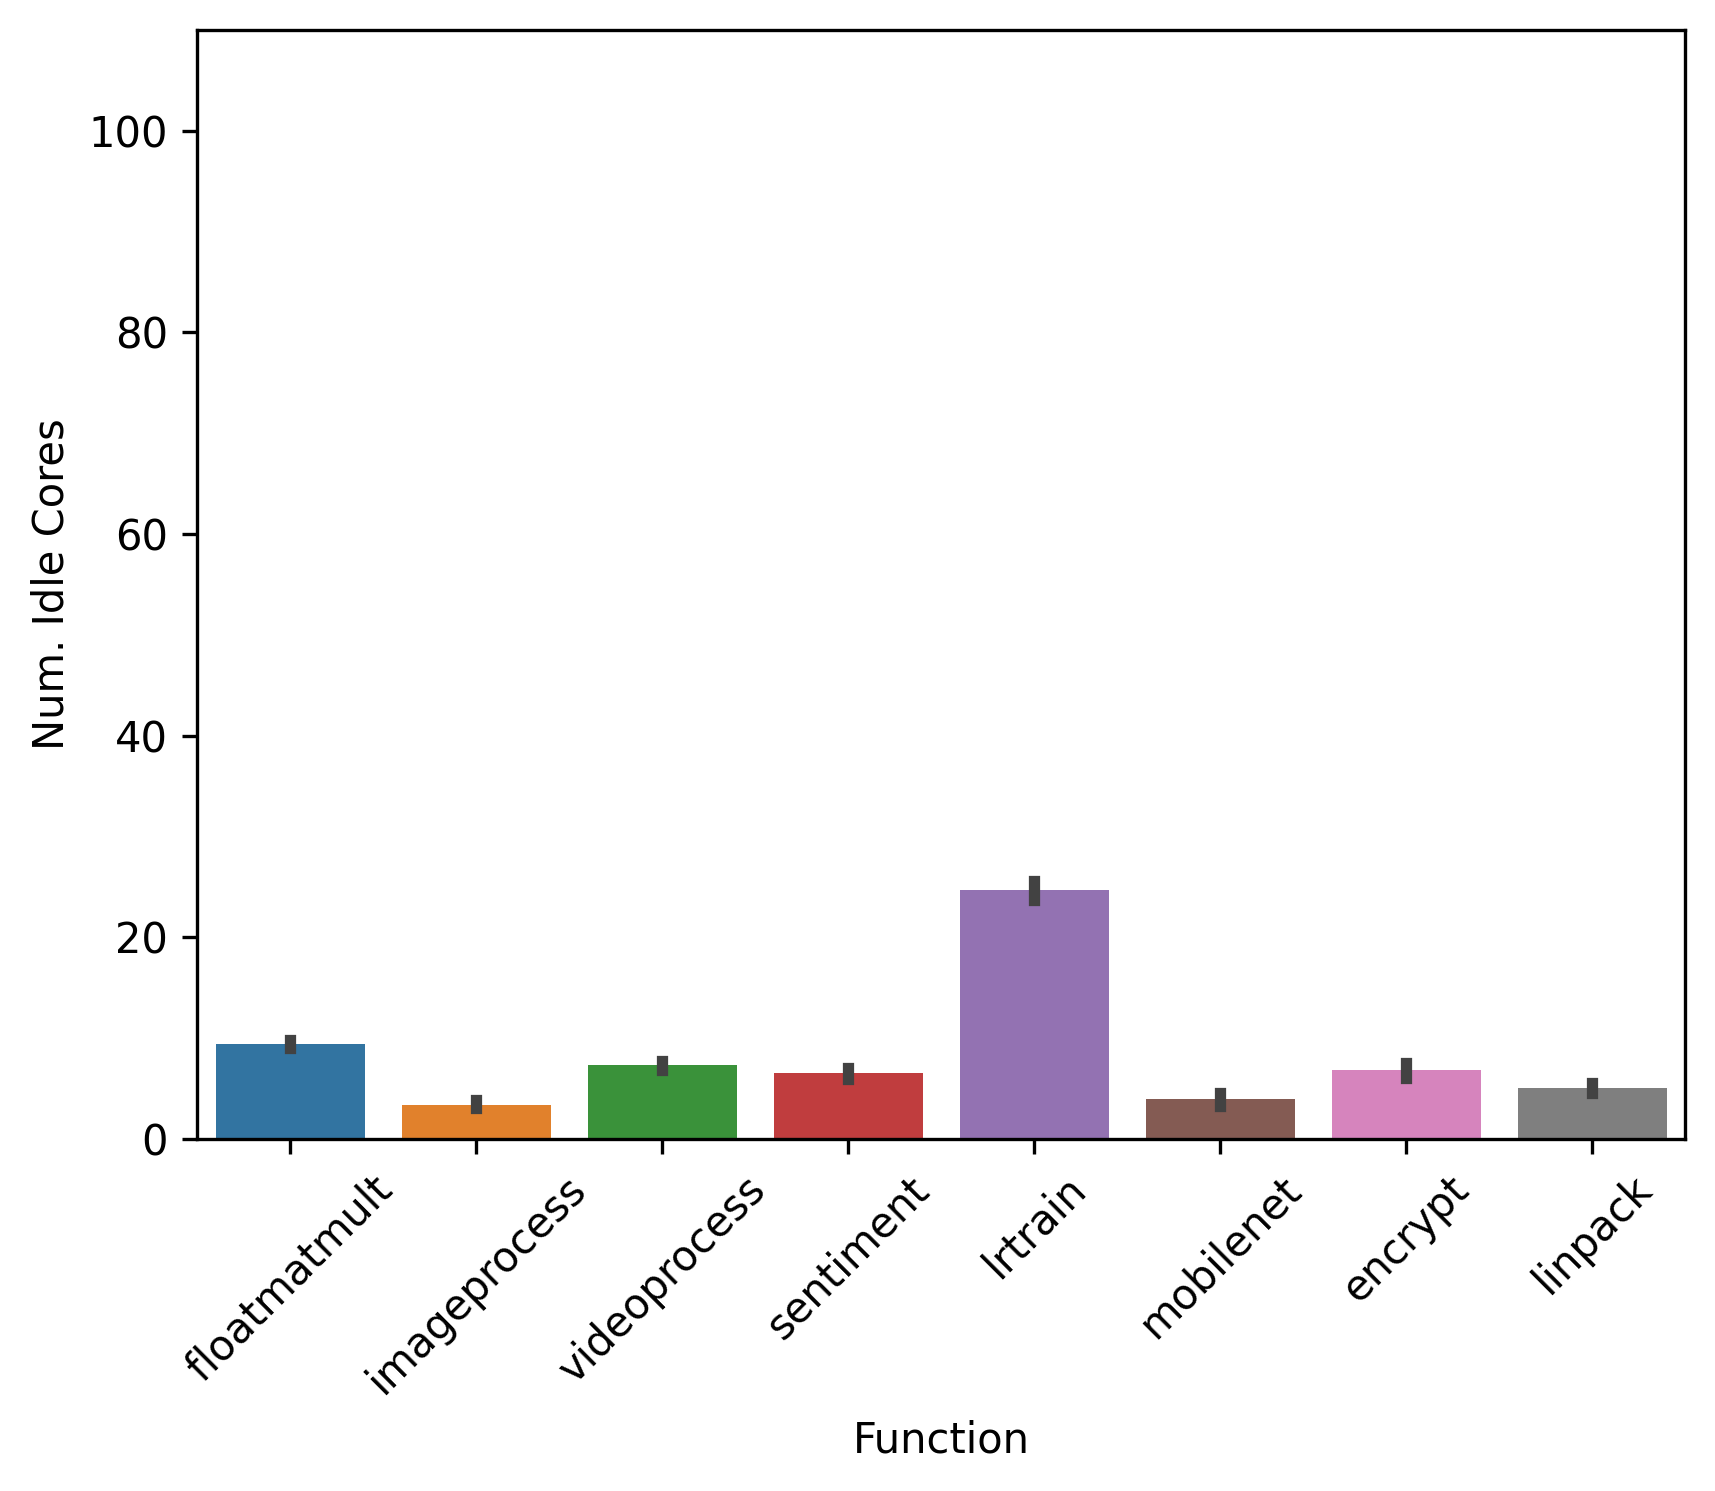 100
80
60
40
20
0
Num. Idle Cores
floatmatmult
imageprocess
videoprocess
sentiment
lrtrain
mobilenet
encrypt
linpack
Function